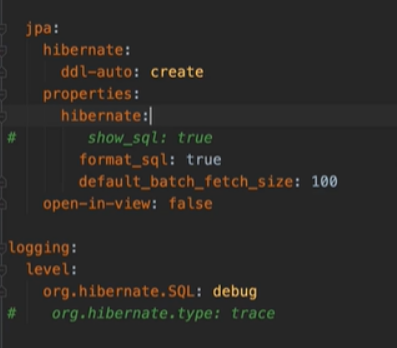 jpa:
hibernate:
ddl-auto: create
properties:
hibernate:
# show_sql: true
format_sql: true
default_batch_fetch_size: 100
open-in-view: false
logging:
level:
org.hibernate.SQL: debug
# org.hibernate.type: trace